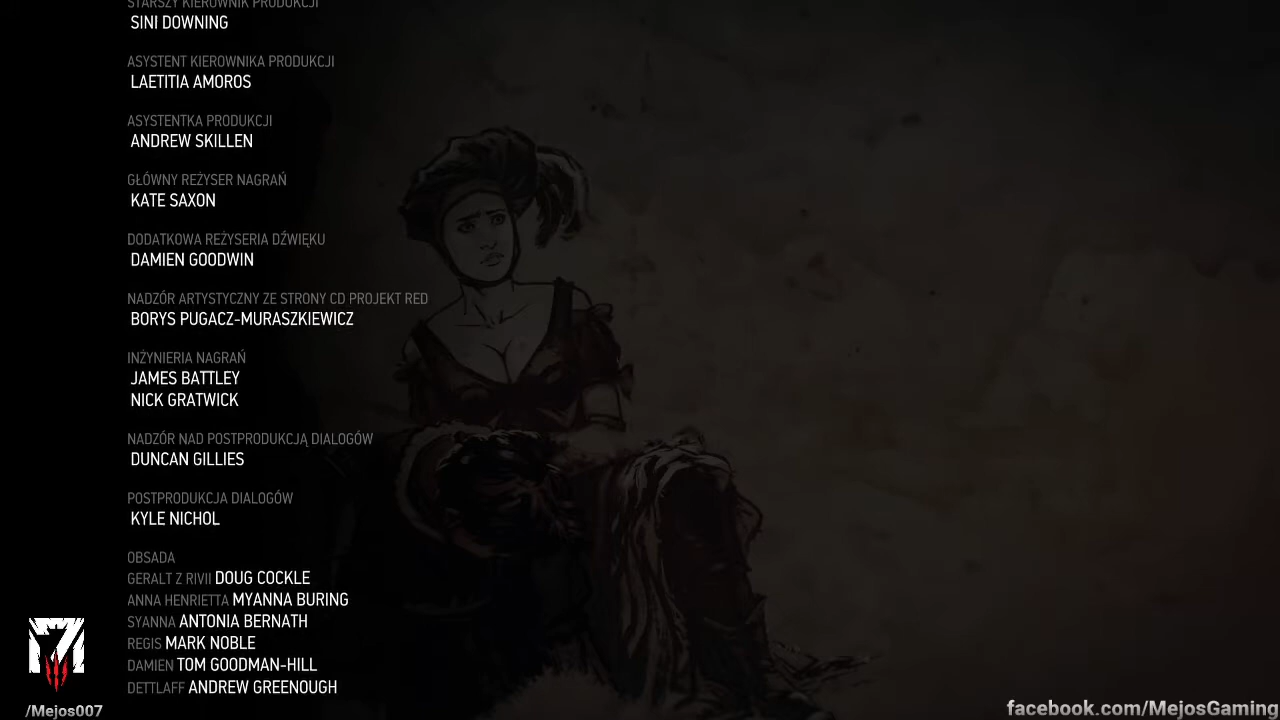 STARSZY KIEROWNIK PRODUKCJI
SINI DOWNING
ASYSTENT KIEROWNIKA PRODUKCJI
LAETITIA AMOROS
ASYSTENTKA PRODUKCJI
ANDREW SKILLEN
GŁÓWNY REŻYSER NAGRAŃ
KATE SAXON
DODATKOWA REŻYSERIA DŹWIĘKU
DAMIEN GOODWIN
NADZÓR ARTYSTYCZNY ZE STRONY CD PROJEKT RED
BORYS PUGACZ-MURASZKIEWICZ
INŻYNIERIA NAGRAŃ
JAMES BATTLEY
NICK GRATWICK
NADZÓR NAD POSTPRODUKCJĄ DIALOGÓW
DUNCAN GILLIES
POSTPRODUKCJA DIALOGÓW
KYLE NICHOL
OBSADA
GERALT Z RIVII DOUG COCKLE
ANNA HENRIETTA MYANNA BURING
SYANNA ANTONIA BERNATH
REGIS MARK NOBLE
DAMIEN TOM GOODMAN-HILL
DETTLAFF ANDREW GREENOUGH
/Mejos007
facebook.com/MejosGaming